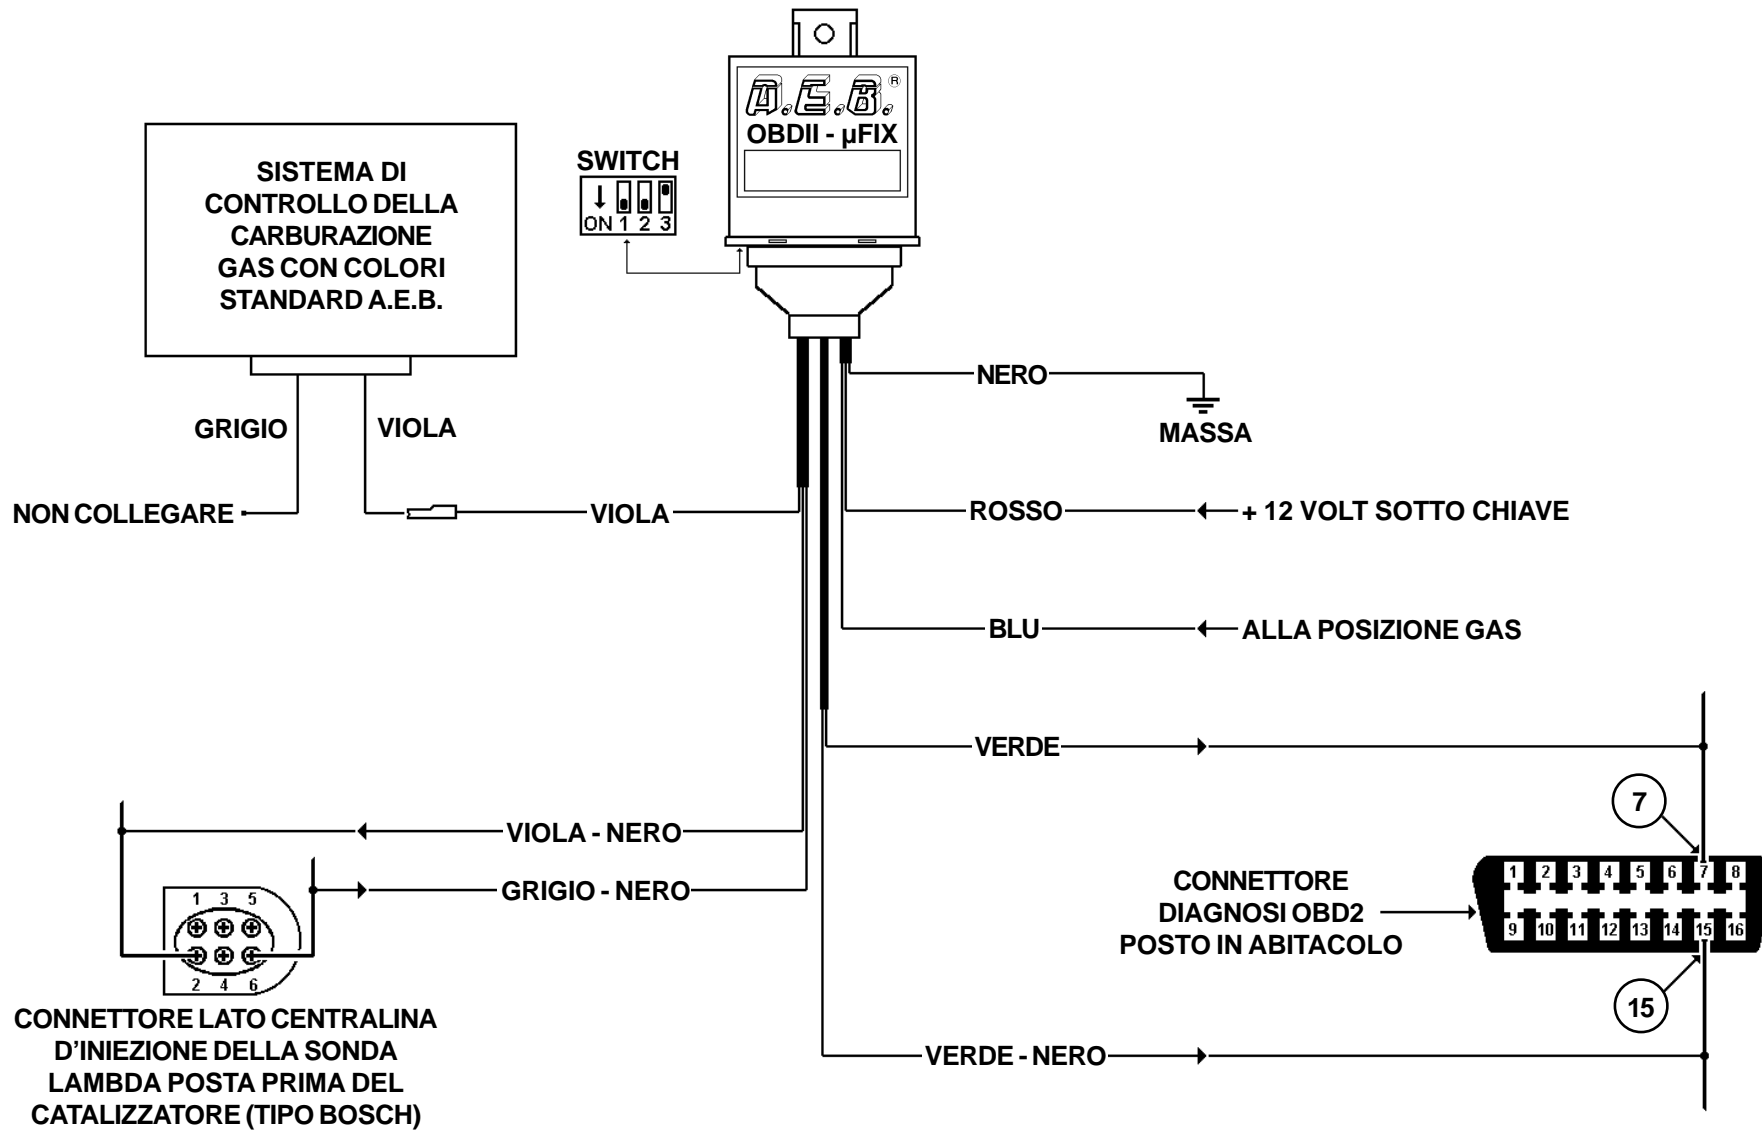 A.E.B.®
OBDII - µFIX
SWITCH
ON 1 2 3
SISTEMA DI
CONTROLLO DELLA
CARBURAZIONE
GAS CON COLORI
STANDARD A.E.B.
GRIGIO
VIOLA
NON COLLEGARE
VIOLA
NERO
MASSA
ROSSO
+ 12 VOLT SOTTO CHIAVE
BLU
ALLA POSIZIONE GAS
VERDE
VIOLA - NERO
GRIGIO - NERO
1 3 5
2 4 6
CONNETTORE LATO CENTRALINA
D'INIEZIONE DELLA SONDA
LAMBDA POSTA PRIMA DEL
CATALIZZATORE (TIPO BOSCH)
7
CONNETTORE
DIAGNOSI OBD2
POSTO IN ABITACOLO
1 2 3 4 5 6 7 8
9 10 11 12 13 14 15 16
15
VERDE - NERO